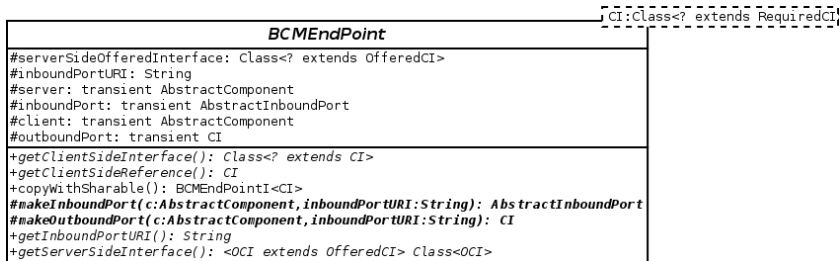 CI:Class<? extends RequiredCI>
BCMEndPoint
#serverSideOfferedInterface: Class<? extends OfferedCI>
#inboundPortURI: String
#server: transient AbstractComponent
#inboundPort: transient AbstractInboundPort
#client: transient AbstractComponent
#outboundPort: transient CI
+getClientSideInterface(): Class<? extends CI>
+getClientSideReference(): CI
+copyWithSharable(): BCMEndPointI<CI>
#makeInboundPort(c:AbstractComponent,inboundPortURI:String): AbstractInboundPort
#makeOutboundPort(c:AbstractComponent,inboundPortURI:String): CI
+getInboundPortURI(): String
+getServerSideInterface(): <OCI extends OfferedCI> Class<OCI>